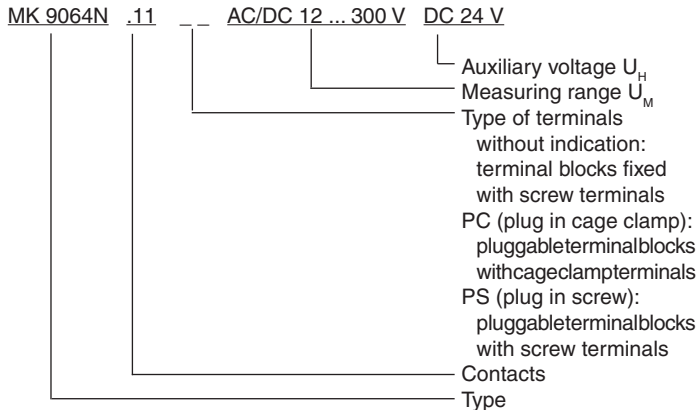 MK 9064N .11 _ _ AC/DC 12 ... 300 V DC 24 V
Auxiliary voltage U_H
Measuring range U_M
Type of terminals
without indication:
terminal blocks fixed
with screw terminals
PC (plug in cage clamp):
pluggableterminalblocks
withcageclampterminals
PS (plug in screw):
pluggableterminalblocks
with screw terminals
Contacts
Type